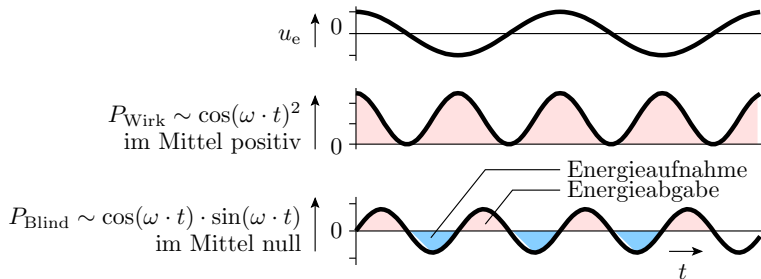 u_e 0
P_Wirk ∼ cos(ω · t)²
im Mittel positiv
0
Energieaufnahme
Energieabgabe
P_Blind ∼ cos(ω · t) · sin(ω · t)
0
im Mittel null
t